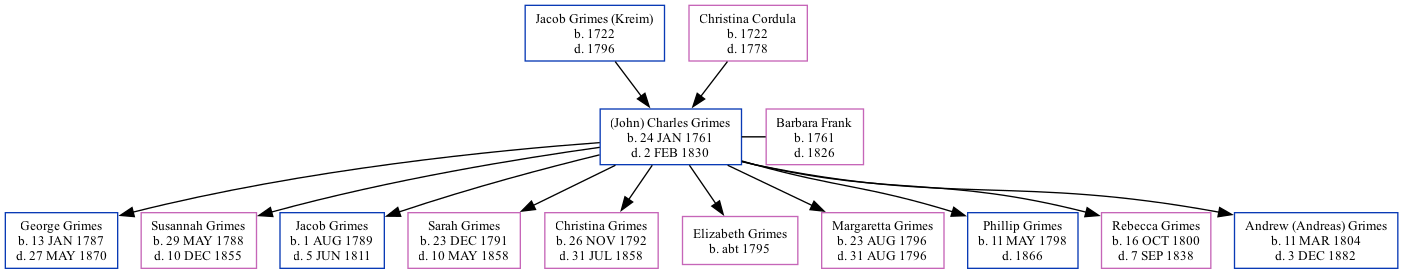 Jacob Grimes (Kreim)
b. 1722
d. 1796
Christina Cordula
b. 1722
d. 1778
(John) Charles Grimes
b. 24 JAN 1761
d. 2 FEB 1830
Barbara Frank
b. 1761
d. 1826
George Grimes
b. 13 JAN 1787
d. 27 MAY 1870
Susannah Grimes
b. 29 MAY 1788
d. 10 DEC 1855
Jacob Grimes
b. 1 AUG 1789
d. 5 JUN 1811
Sarah Grimes
b. 23 DEC 1791
d. 10 MAY 1858
Christina Grimes
b. 26 NOV 1792
d. 31 JUL 1858
Elizabeth Grimes
b. abt 1795
Margaretta Grimes
b. 23 AUG 1796
d. 31 AUG 1796
Phillip Grimes
b. 11 MAY 1798
d. 1866
Rebecca Grimes
b. 16 OCT 1800
d. 7 SEP 1838
Andrew (Andreas) Grimes
b. 11 MAR 1804
d. 3 DEC 1882